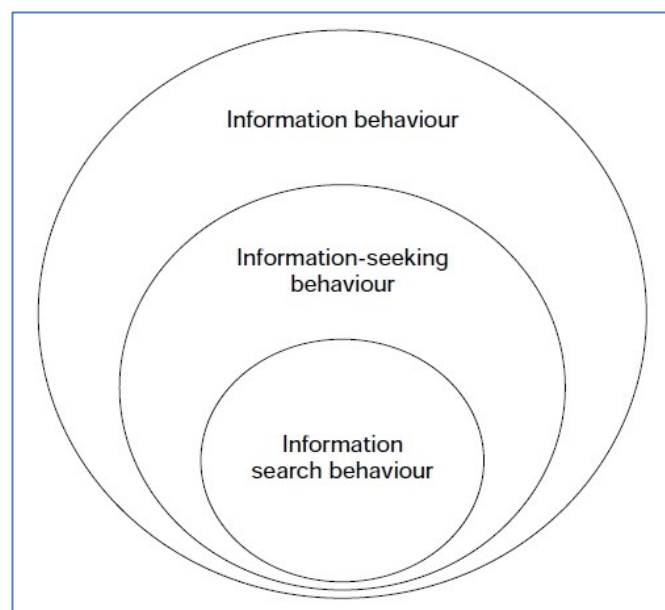 Information behaviour
Information-seeking
behaviour
Information
search behaviour